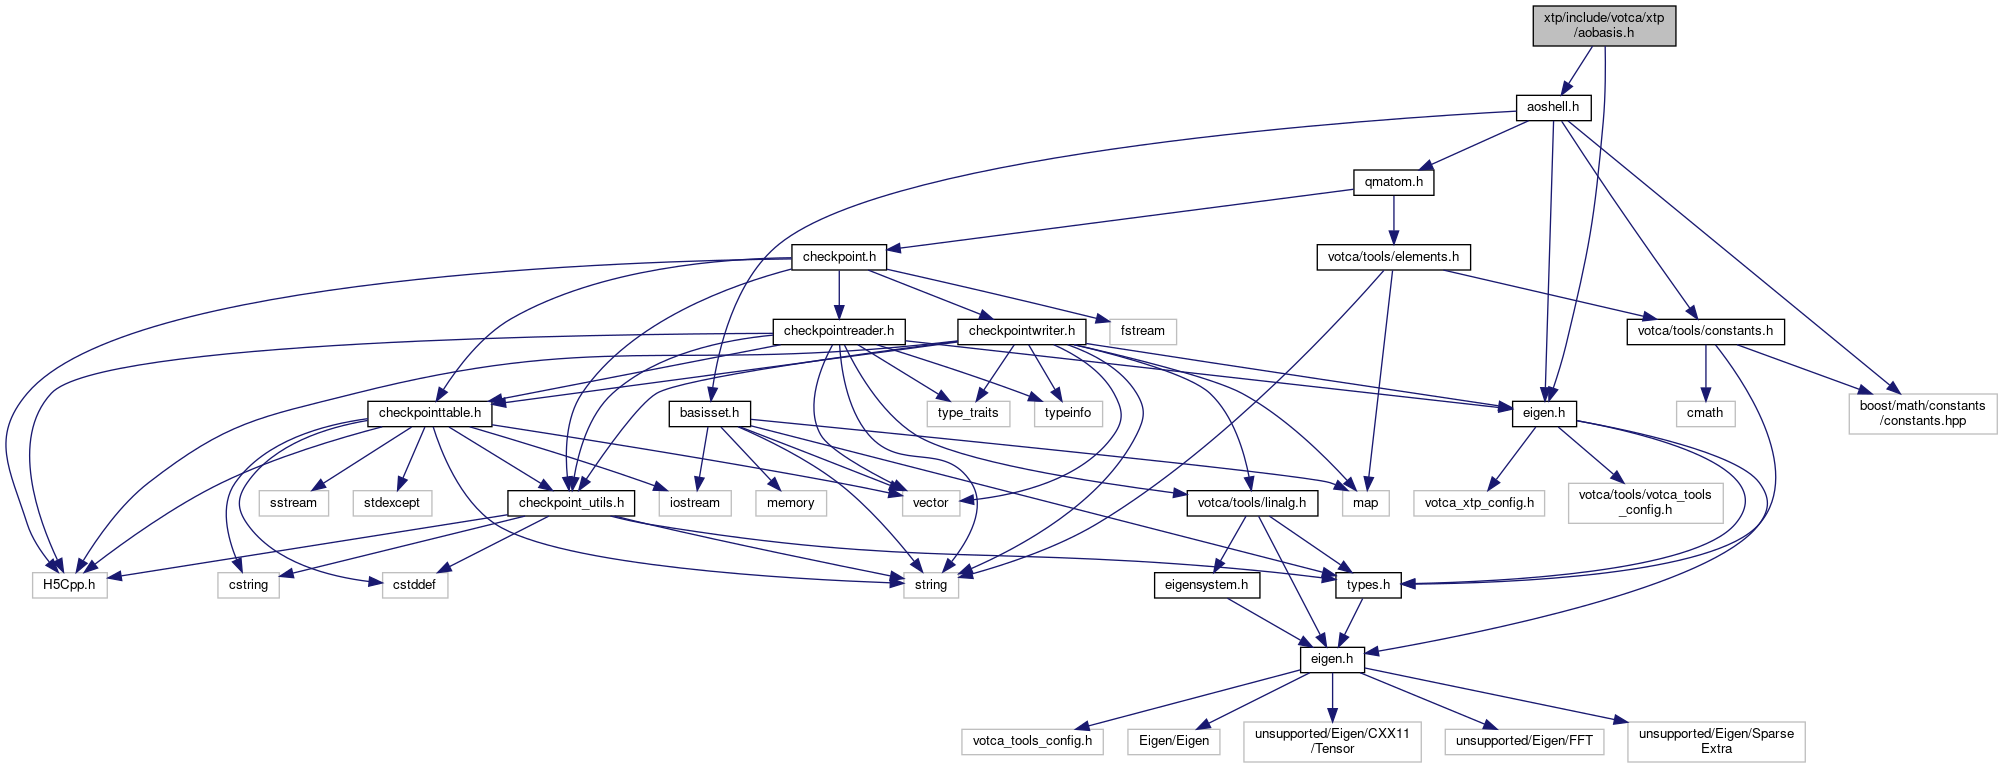 xtp/include/votca/xtp
/aobasis.h
aoshell.h
qmatom.h
checkpoint.h
votca/tools/elements.h
checkpointreader.h
checkpointwriter.h
fstream
votca/tools/constants.h
checkpointtable.h
basisset.h
type_traits
typeinfo
eigen.h
cmath
boost/math/constants
/constants.hpp
sstream
stdexcept
checkpoint_utils.h
iostream
memory
vector
votca/tools/linalg.h
map
votca_xtp_config.h
votca/tools/votca_tools
_config.h
H5Cpp.h
cstring
cstddef
string
eigensystem.h
types.h
eigen.h
votca_tools_config.h
Eigen/Eigen
unsupported/Eigen/CXX11
/Tensor
unsupported/Eigen/FFT
unsupported/Eigen/Sparse
Extra